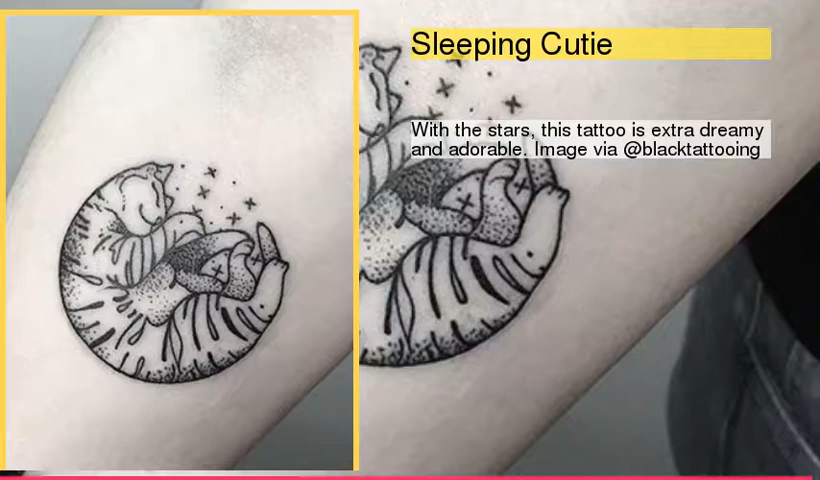 Sleeping Cutie
With the stars, this tattoo is extra dreamy
and adorable. Image via @blacktattooing